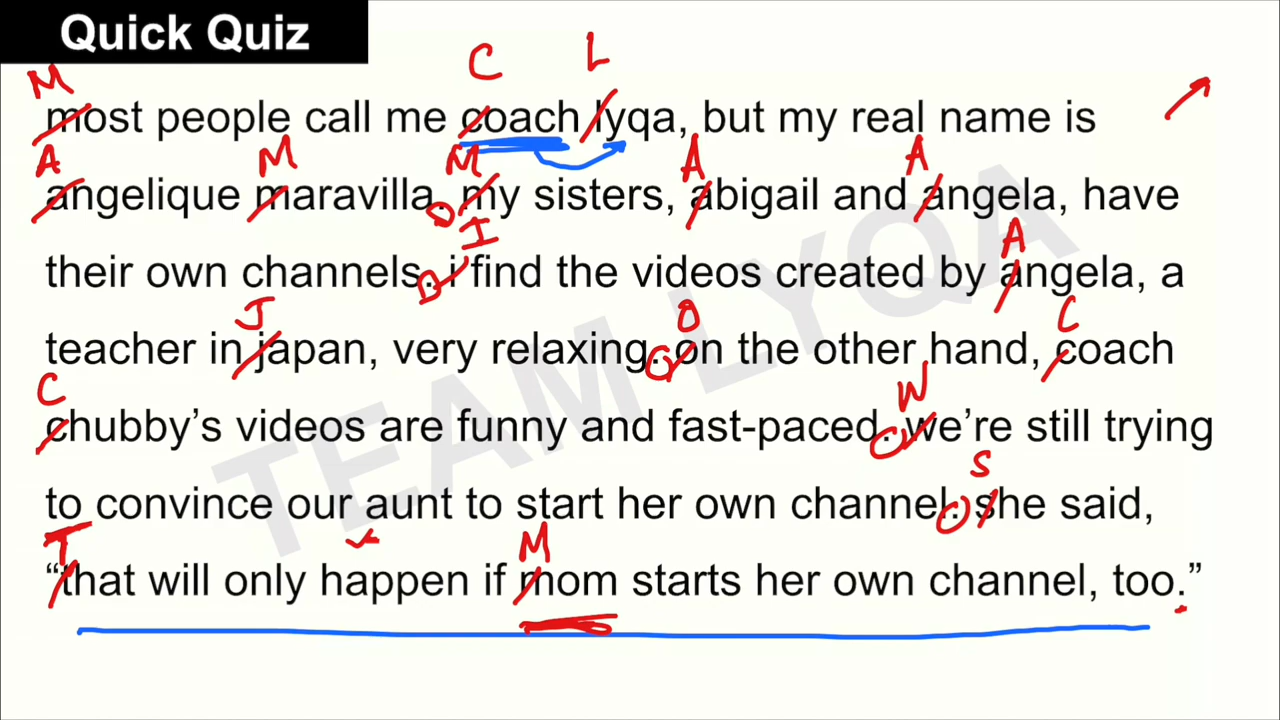 Quick Quiz
M C L
most people call me coach lyqa, but my real name is
A M M A A
angelique maravilla. my sisters, abigail and angela, have
I A
their own channels. i find the videos created by angela, a
J O C
teacher in japan, very relaxing. on the other hand, coach
C W
chubby’s videos are funny and fast-paced. we’re still trying
S
to convince our aunt to start her own channel. she said,
T M
“that will only happen if mom starts her own channel, too.”
TEAM LYQA